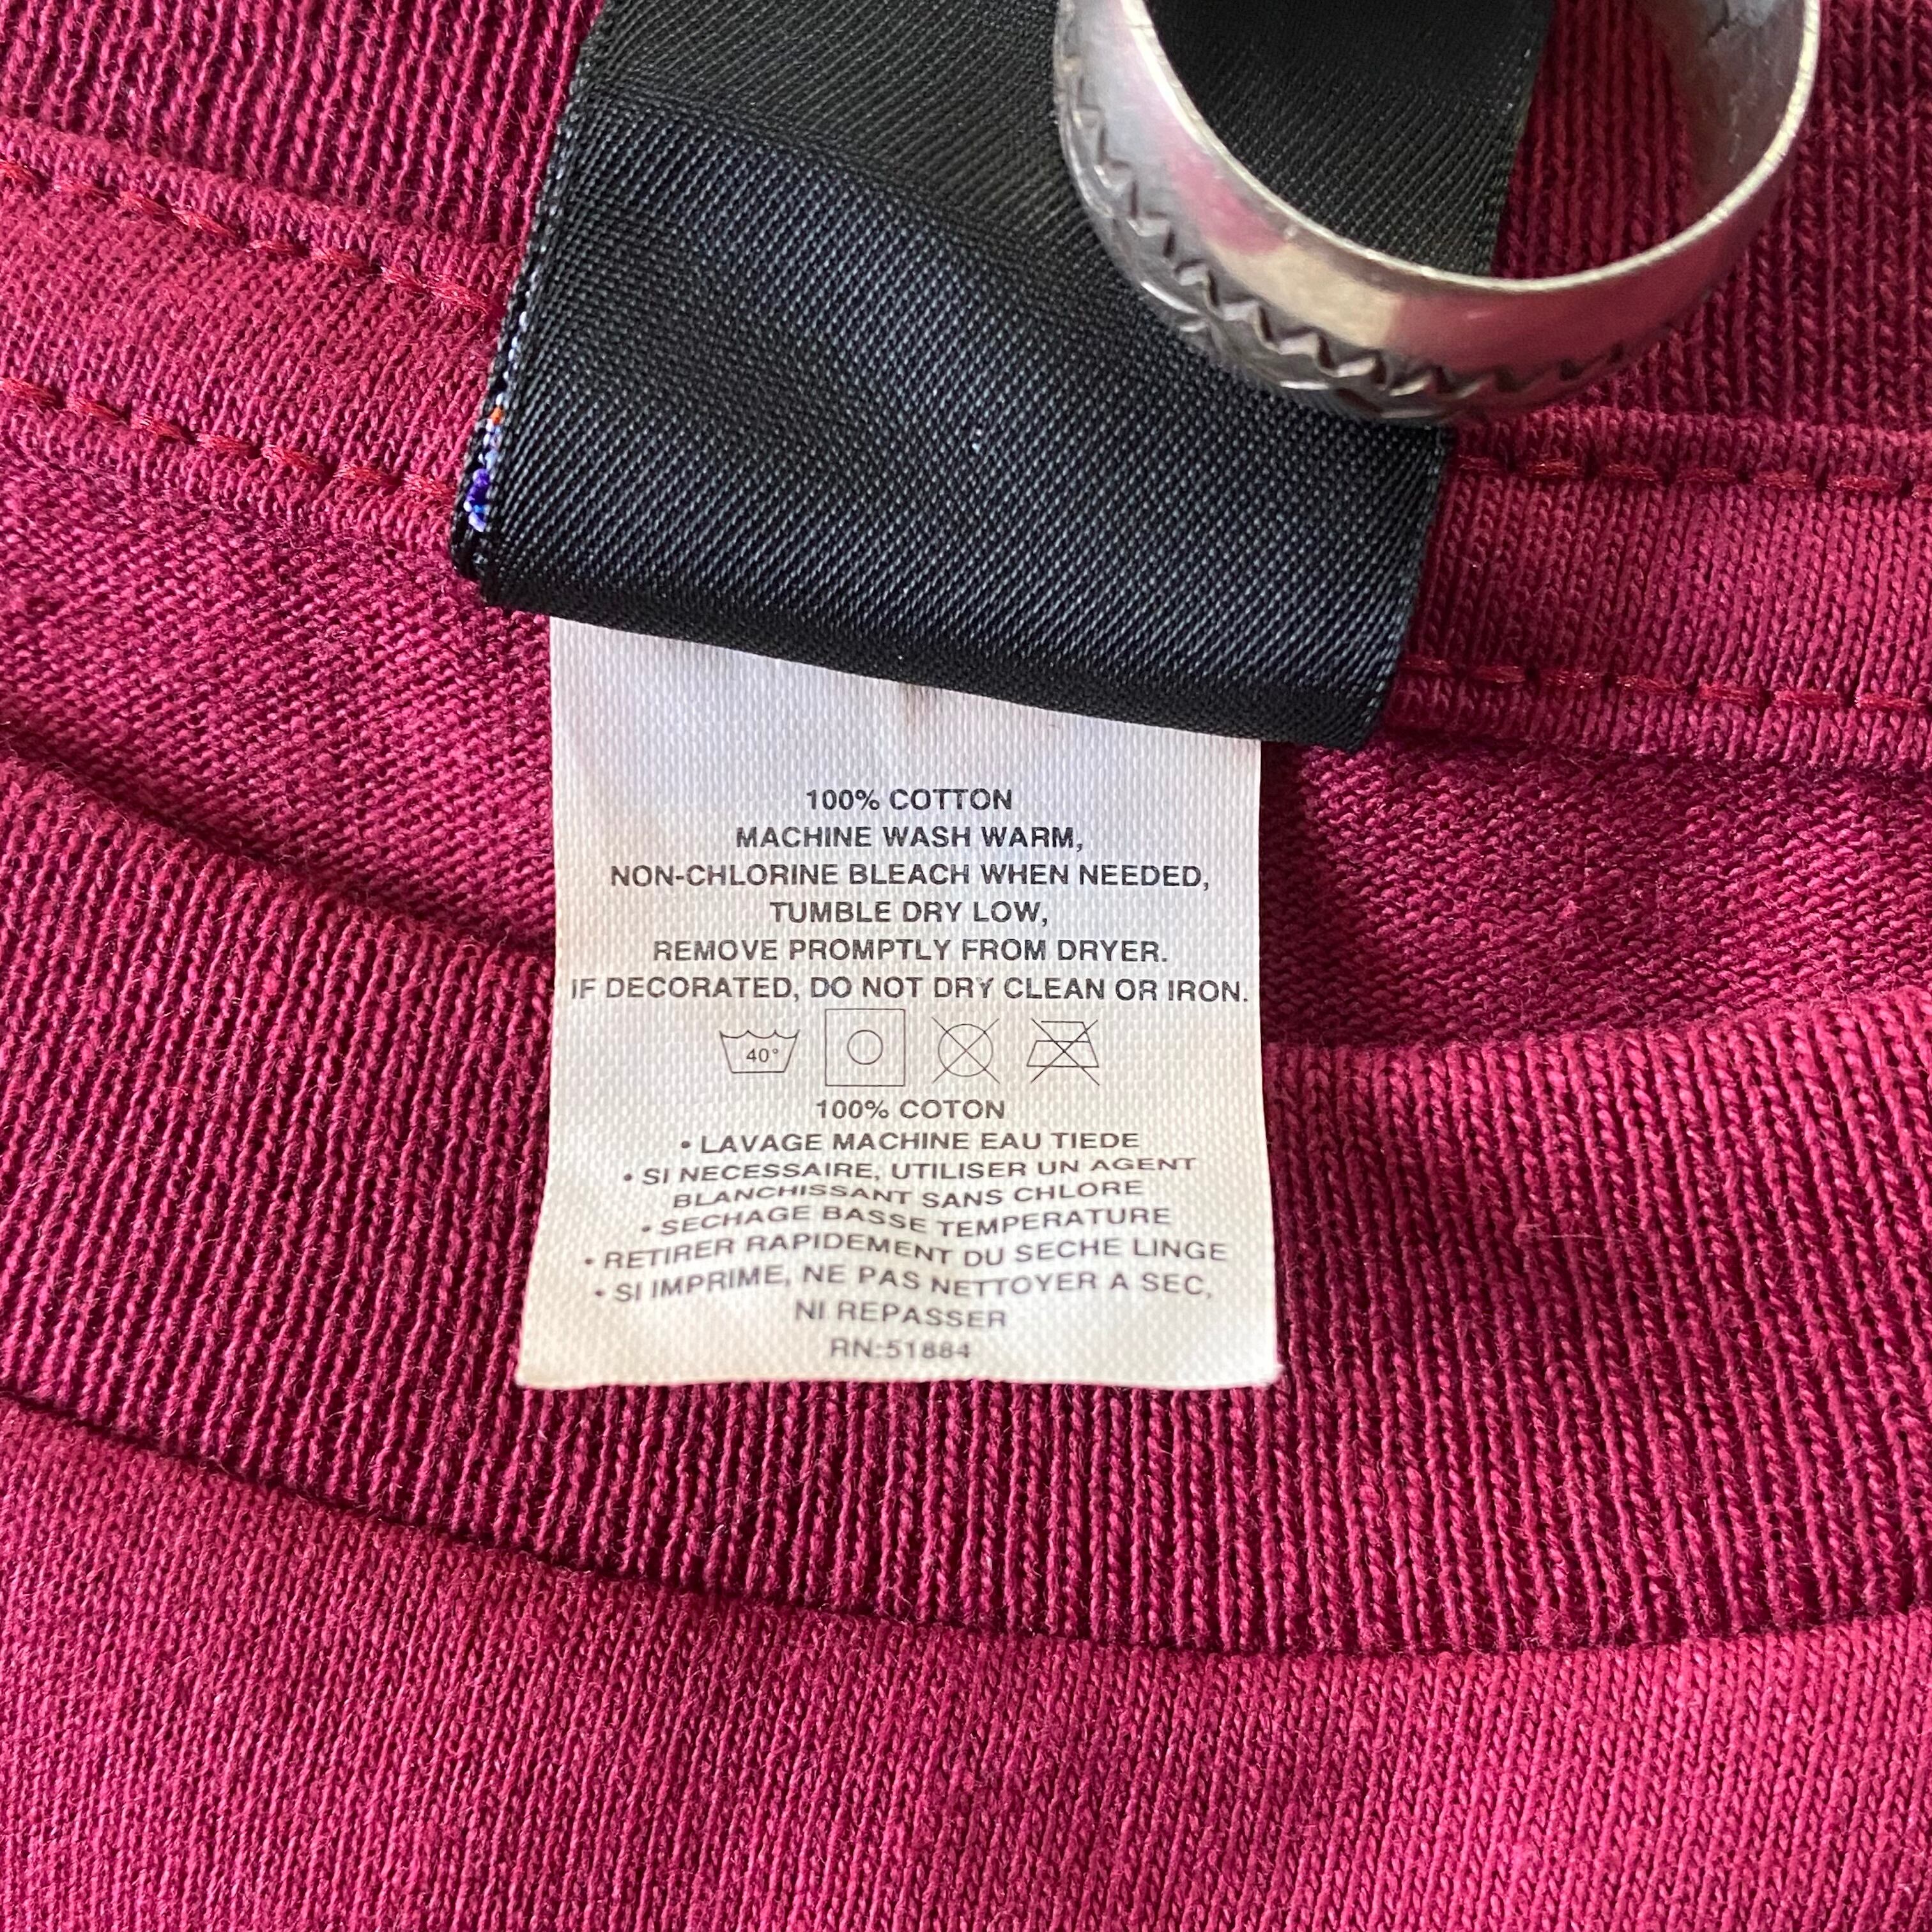 100% COTTON
MACHINE WASH WARM,
NON-CHLORINE BLEACH WHEN NEEDED,
TUMBLE DRY LOW,
REMOVE PROMPTLY FROM DRYER.
IF DECORATED, DO NOT DRY CLEAN OR IRON.
40°
100% COTON
• LAVAGE MACHINE EAU TIEDE
• SI NECESSAIRE, UTILISER UN AGENT
BLANCHISSANT SANS CHLORE
• SECHAGE BASSE TEMPERATURE
• RETIRER RAPIDEMENT DU SECHE LINGE
• SI IMPRIME, NE PAS NETTOYER A SEC,
NI REPASSER
RN:51884